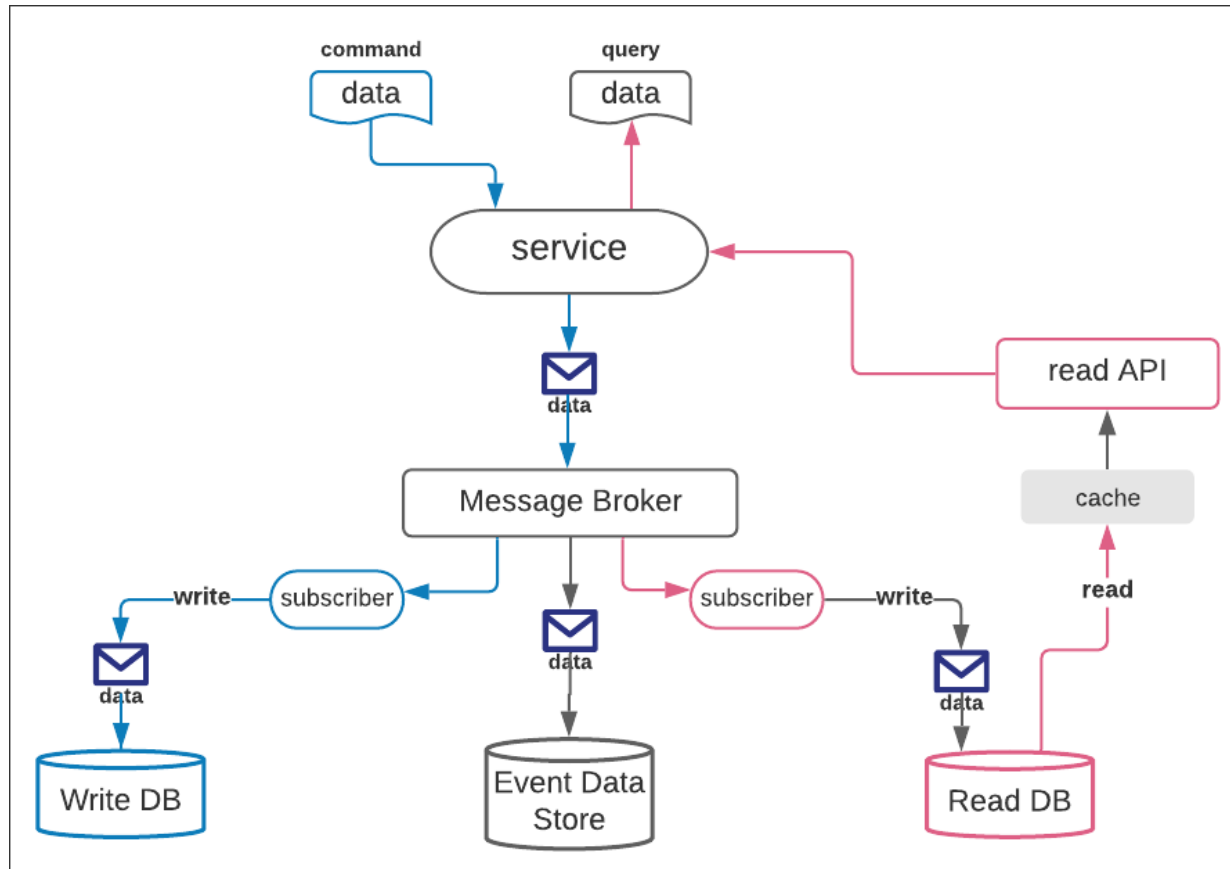 command
query
data
data
service
data
read API
Message Broker
cache
subscriber
subscriber
write
write
read
data
data
data
Write DB
Event Data
Store
Read DB